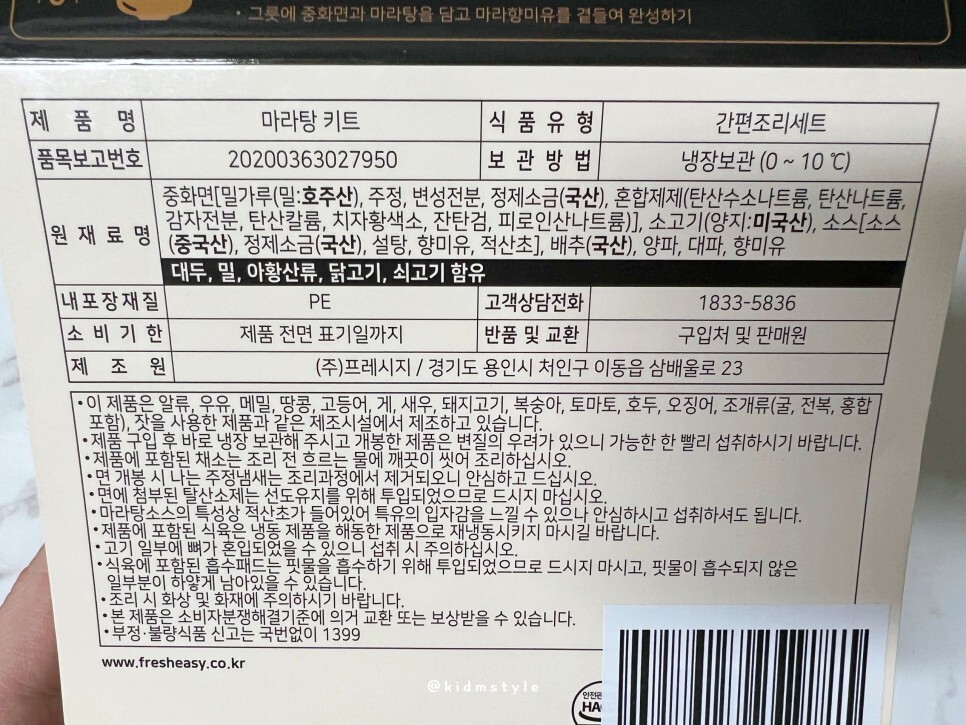 · 그릇에 중화면과 마라탕을 담고 마라향미유를 곁들여 완성하기
제 품 명 마라탕 키트 식 품 유 형 간편조리세트
품목보고번호 20200363027950 보 관 방 법 냉장보관 (0 ~ 10 ℃)
중화면[밀가루(밀:호주산), 주정, 변성전분, 정제소금(국산), 혼합제제(탄산수소나트륨, 탄산나트륨,
감자전분, 탄산칼륨, 치자황색소, 잔탄검, 피로인산나트륨)], 소고기(양지:미국산), 소스[소스
원 재 료 명 (중국산), 정제소금(국산), 설탕, 향미유, 적산초], 배추(국산), 양파, 대파, 향미유
대두, 밀, 아황산류, 닭고기, 쇠고기 함유
내포장재질 PE 고객상담전화 1833-5836
소 비 기 한 제품 전면 표기일까지 반품 및 교환 구입처 및 판매원
제 조 원 (주)프레시지 / 경기도 용인시 처인구 이동읍 삼배울로 23
•이 제품은 알류, 우유, 메밀, 땅콩, 고등어, 게, 새우, 돼지고기, 복숭아, 토마토, 호두, 오징어, 조개류(굴, 전복, 홍합
포함), 잣을 사용한 제품과 같은 제조시설에서 제조하고 있습니다.
•제품 구입 후 바로 냉장 보관해 주시고 개봉한 제품은 변질의 우려가 있으니 가능한 한 빨리 섭취하시기 바랍니다.
•제품에 포함된 채소는 조리 전 흐르는 물에 깨끗이 씻어 조리하십시오.
•면 개봉 시 나는 주정냄새는 조리과정에서 제거되오니 안심하고 드십시오.
•면에 첨부된 탈산소제는 선도유지를 위해 투입되었으므로 드시지 마십시오.
•마라탕소스의 특성상 적산초가 들어있어 특유의 입자감을 느낄 수 있으나 안심하시고 섭취하셔도 됩니다.
•제품에 포함된 식육은 냉동 제품을 해동한 제품으로 재냉동시키지 마시길 바랍니다.
•고기 일부에 뼈가 혼입되었을 수 있으니 섭취 시 주의하십시오.
•식육에 포함된 흡수패드는 핏물을 흡수하기 위해 투입되었으므로 드시지 마시고, 핏물이 흡수되지 않은
일부분이 하얗게 남아있을 수 있습니다.
•조리 시 화상 및 화재에 주의하시기 바랍니다.
•본 제품은 소비자분쟁해결기준에 의거 교환 또는 보상받을 수 있습니다.
•부정·불량식품 신고는 국번없이 1399
www.fresheasy.co.kr
@kidmstyle